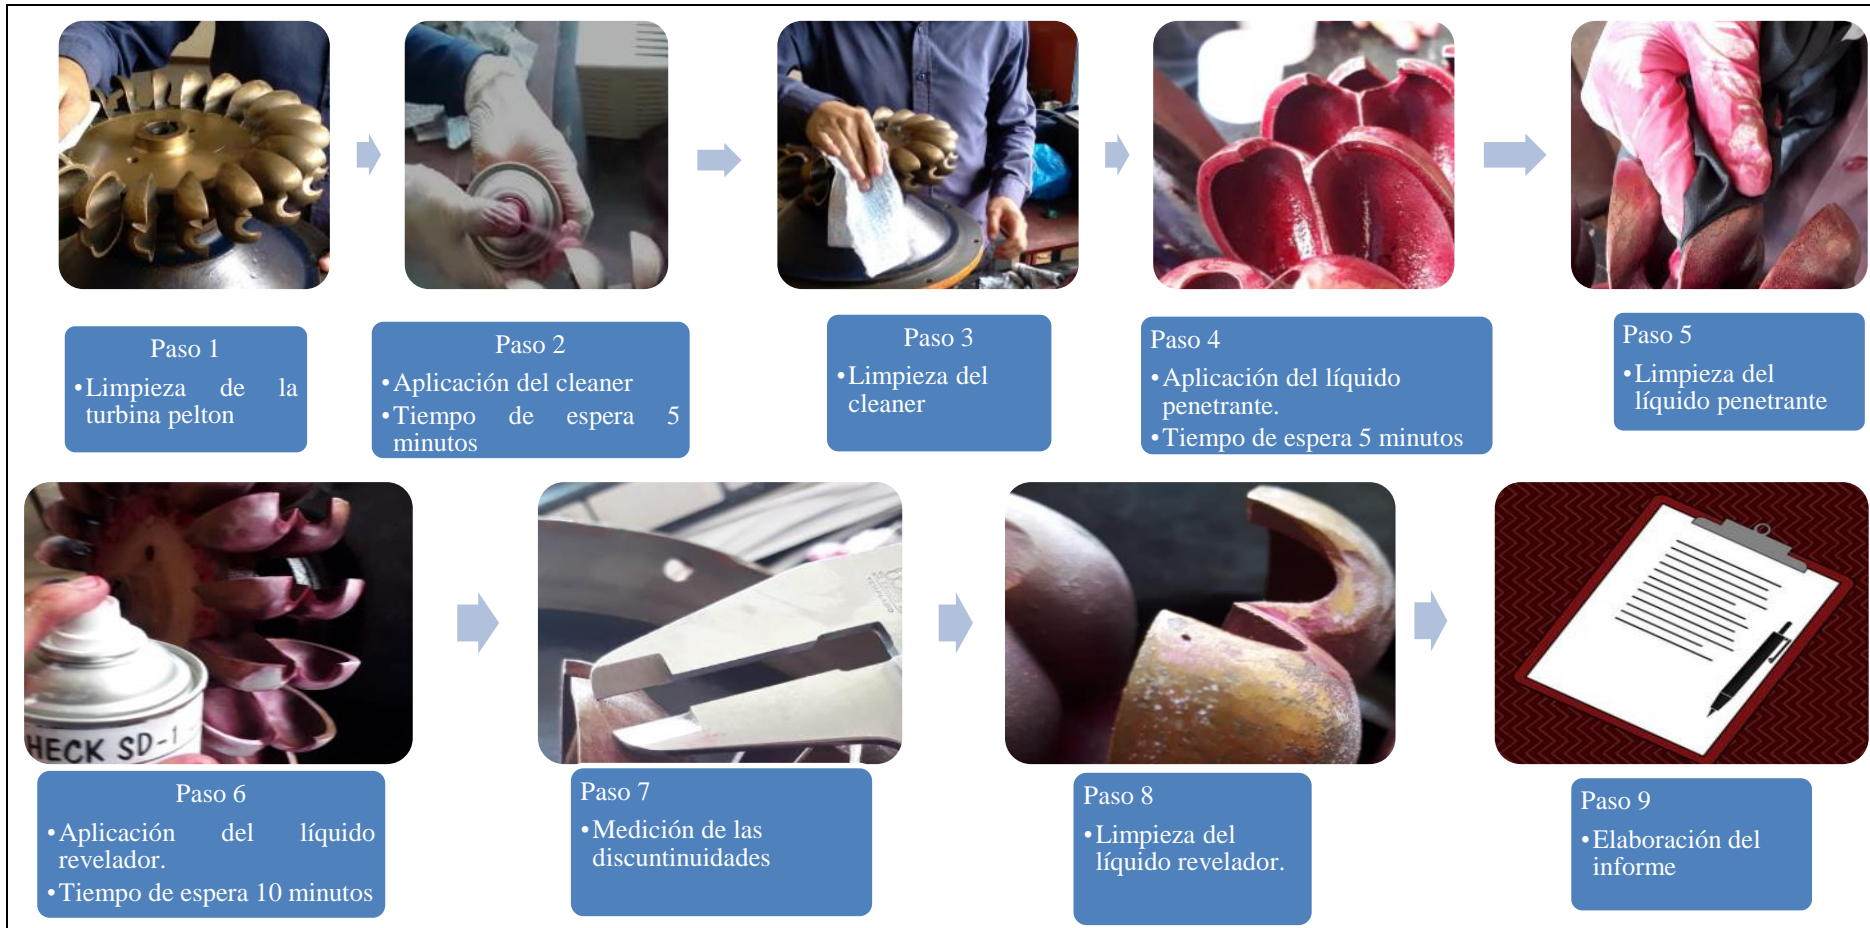 Paso 1
•Limpieza de la
turbina pelton
Paso 2
•Aplicación del cleaner
•Tiempo de espera 5
minutos
Paso 3
•Limpieza del
cleaner
Paso 4
•Aplicación del líquido
penetrante.
•Tiempo de espera 5 minutos
Paso 5
•Limpieza del
líquido penetrante
HECK SD-1
Paso 6
•Aplicación del líquido
revelador.
•Tiempo de espera 10 minutos
Paso 7
•Medición de las
discuntinuidades
Paso 8
•Limpieza del
líquido revelador.
Paso 9
•Elaboración del
informe